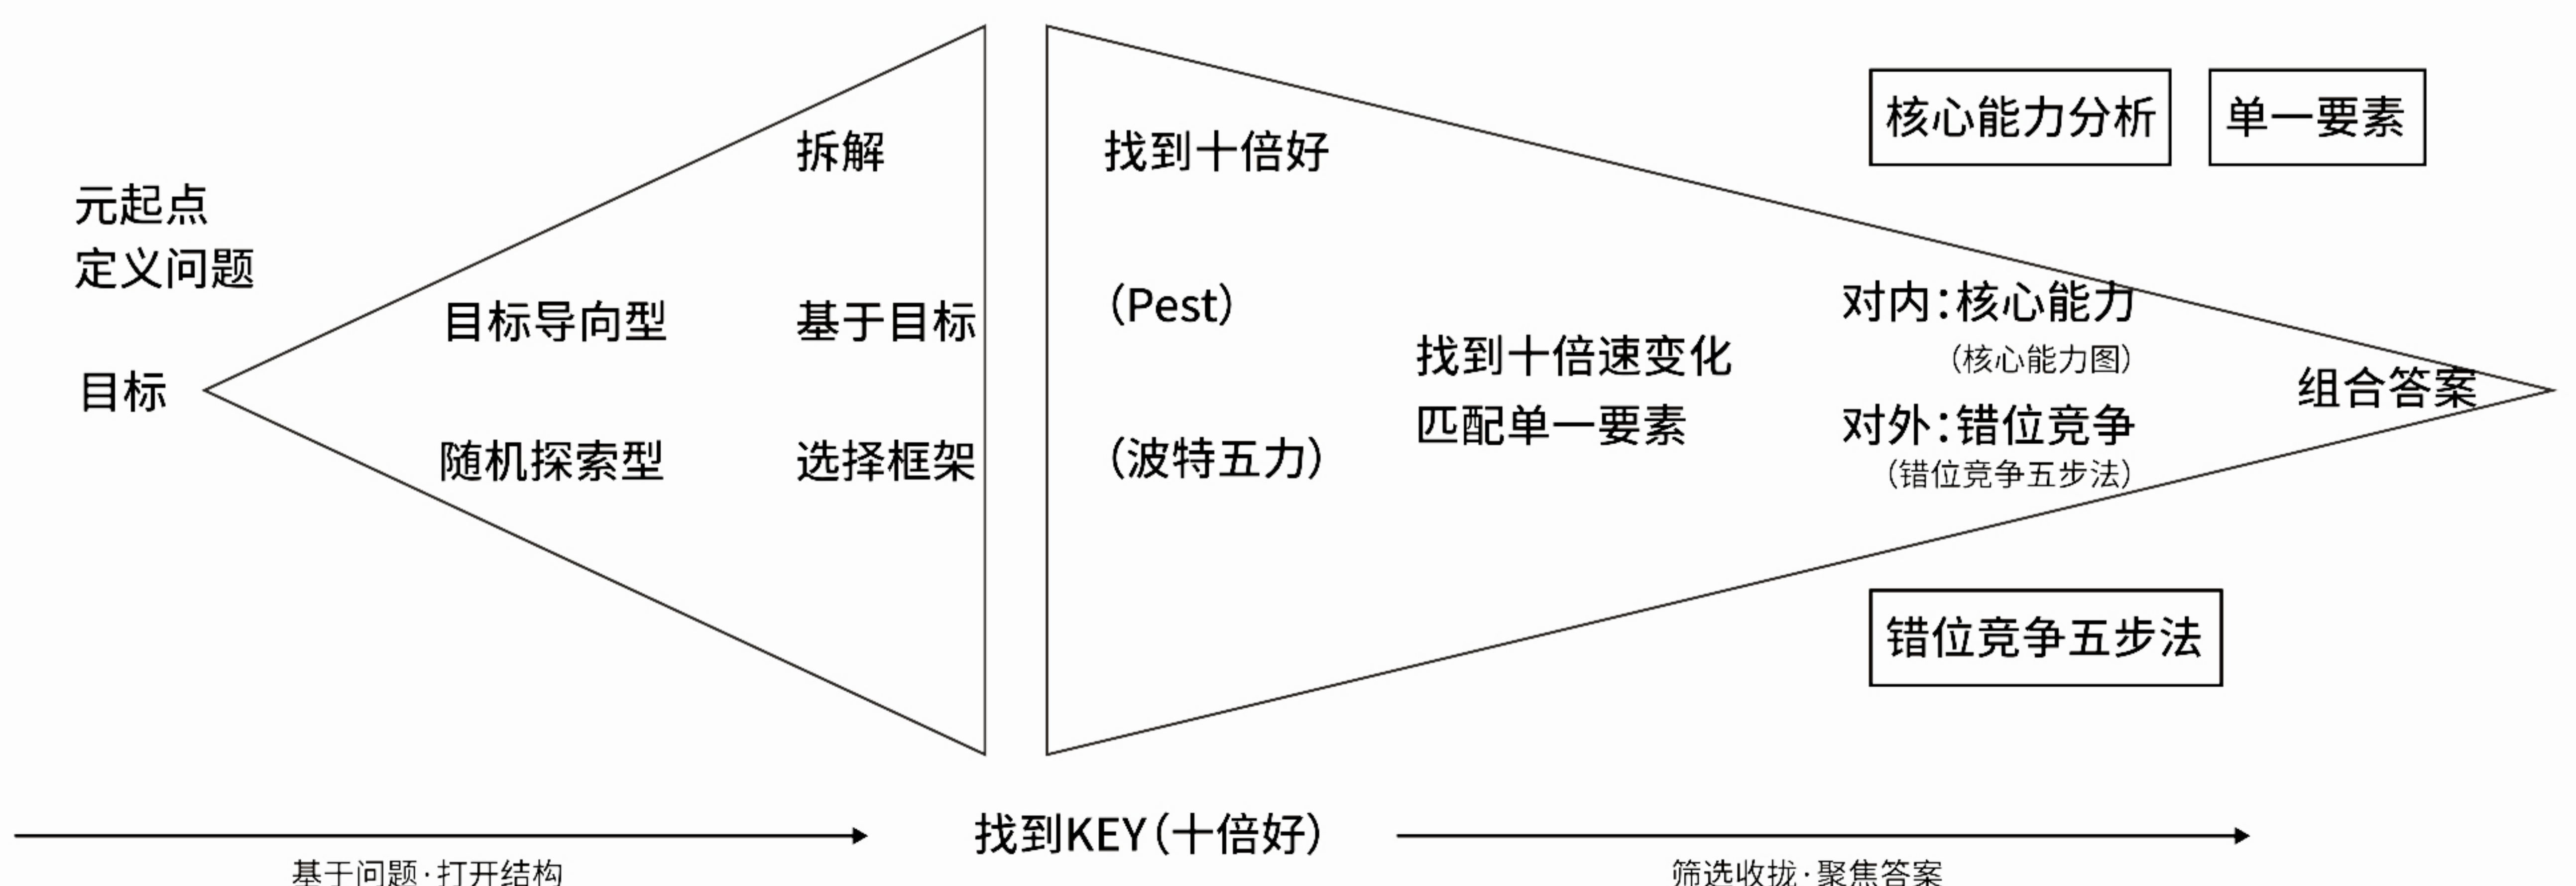 元起点
定义问题
目标
目标导向型
随机探索型
拆解
基于目标
选择框架
找到十倍好
（Pest）
（波特五力）
找到十倍速变化
匹配单一要素
核心能力分析
单一要素
对内：核心能力
（核心能力图）
对外：错位竞争
（错位竞争五步法）
组合答案
错位竞争五步法
基于问题·打开结构
找到KEY（十倍好）
筛选收拢·聚焦答案